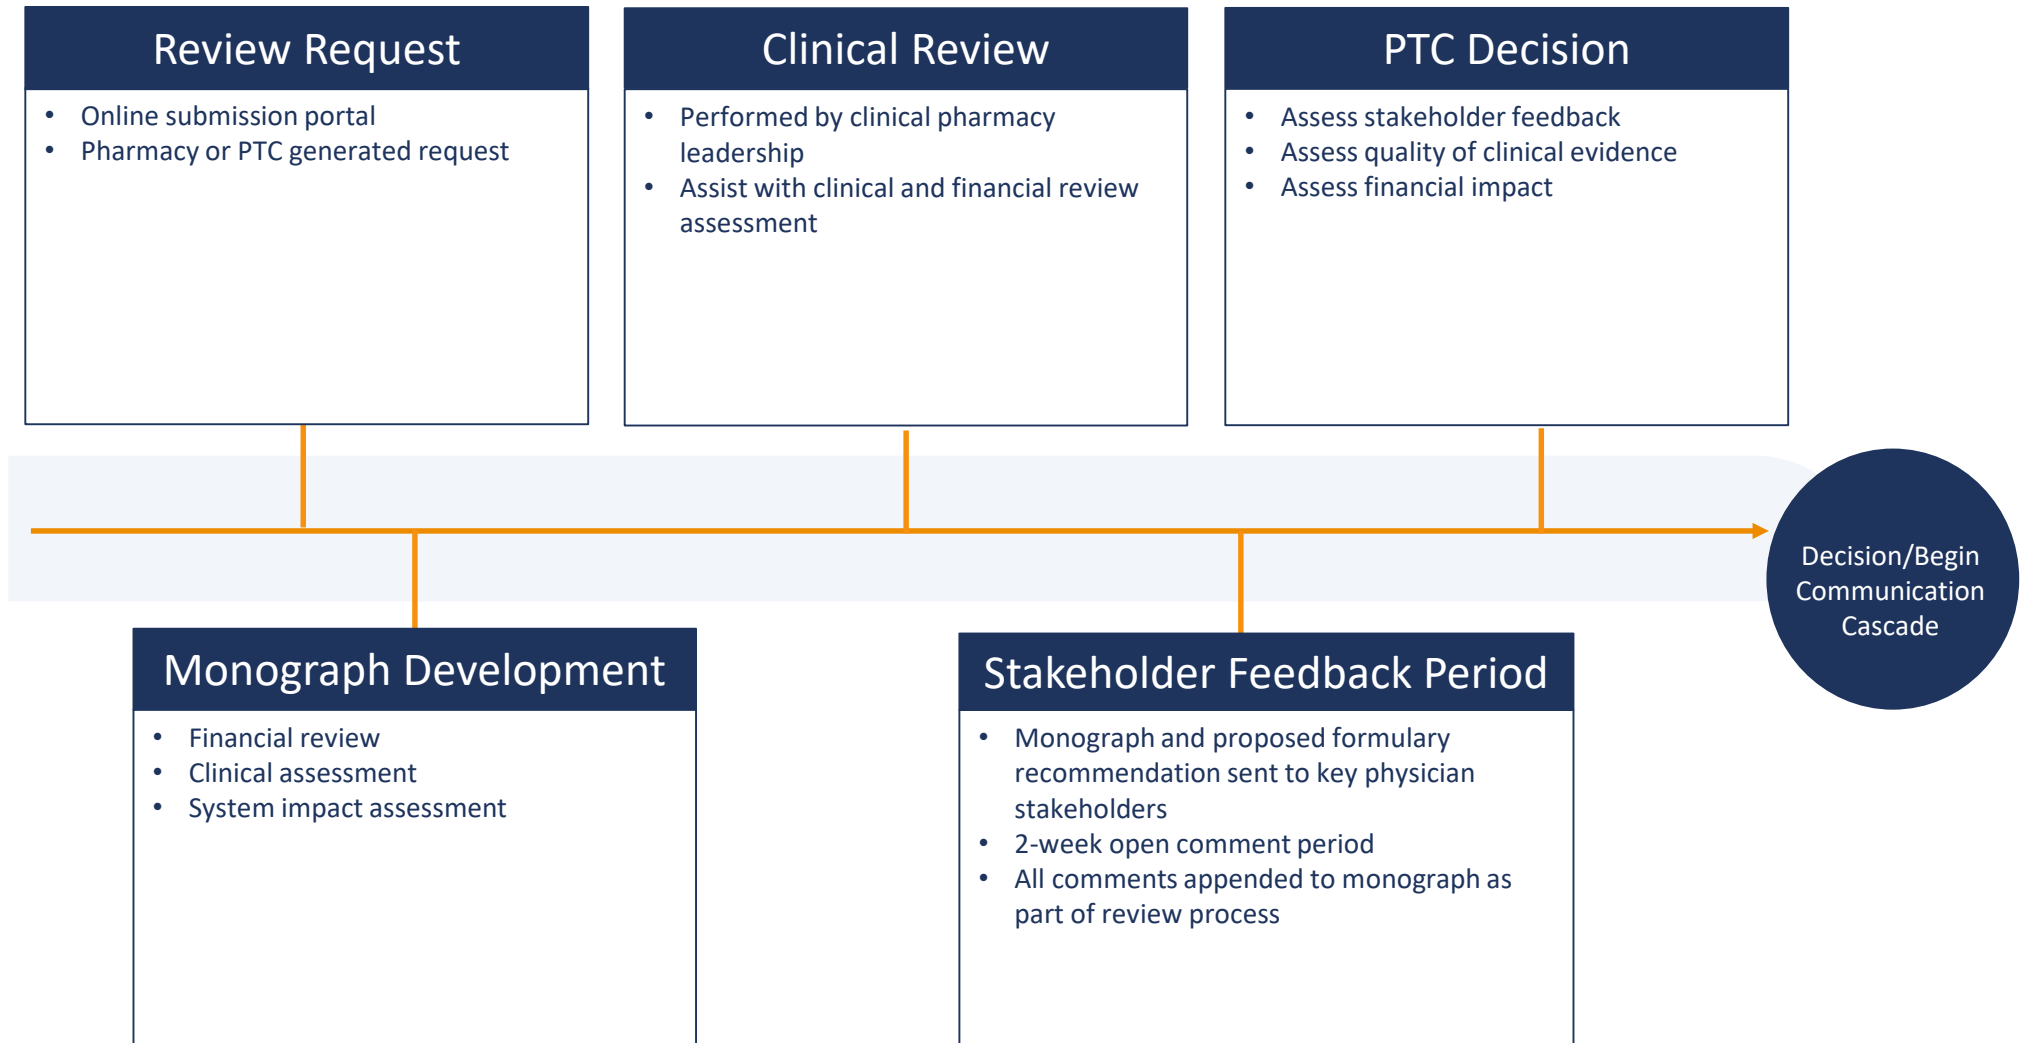 Review Request
• Online submission portal
• Pharmacy or PTC generated request
Clinical Review
• Performed by clinical pharmacy
leadership
• Assist with clinical and financial review
assessment
PTC Decision
• Assess stakeholder feedback
• Assess quality of clinical evidence
• Assess financial impact
Decision/Begin
Communication
Cascade
Monograph Development
• Financial review
• Clinical assessment
• System impact assessment
Stakeholder Feedback Period
• Monograph and proposed formulary
recommendation sent to key physician
stakeholders
• 2-week open comment period
• All comments appended to monograph as
part of review process